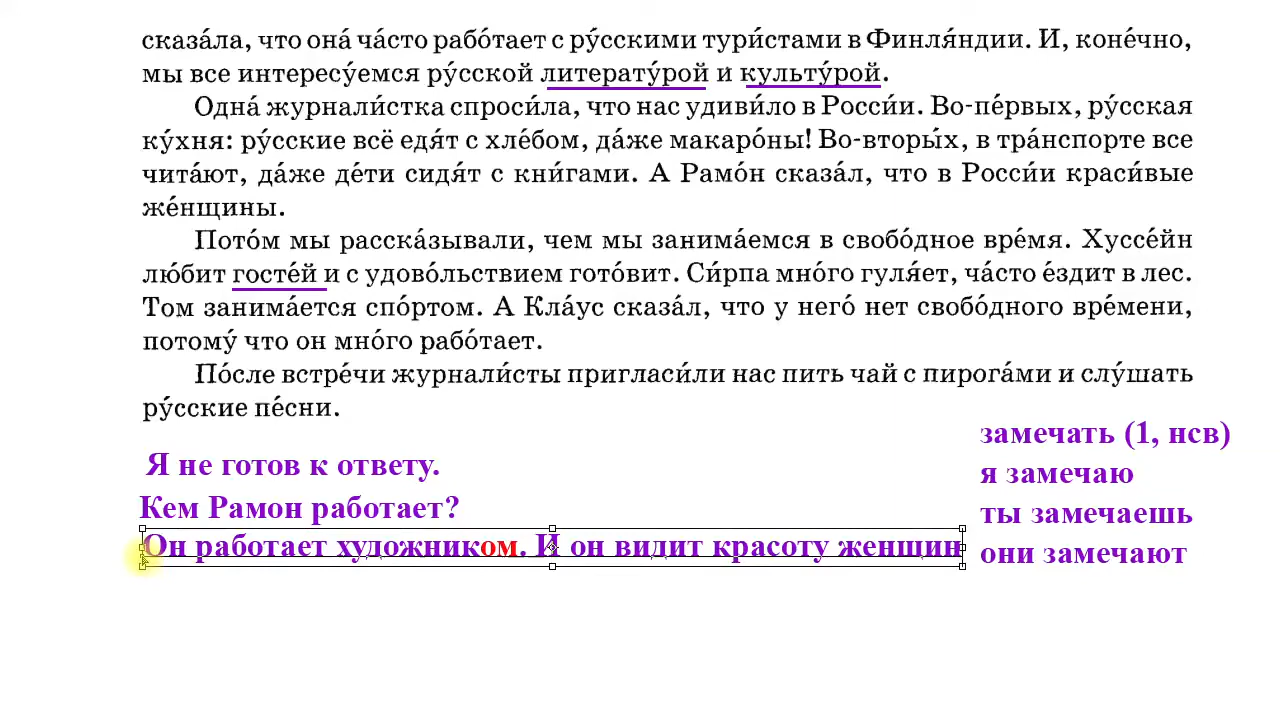 сказа́ла, что она́ ча́сто рабо́тает с ру́сскими тури́стами в Финля́ндии. И, коне́чно,
мы все интересу́емся ру́сской литерату́рой и культу́рой.
Одна́ журнали́стка спроси́ла, что нас удиви́ло в Росси́и. Во-пе́рвых, ру́сская
ку́хня: ру́сские всё едя́т с хле́бом, да́же макаро́ны! Во-вторы́х, в тра́нспорте все
чита́ют, да́же де́ти сидя́т с кни́гами. А Рамо́н сказа́л, что в Росси́и краси́вые
же́нщины.
Пото́м мы расска́зывали, чем мы занима́емся в свобо́дное вре́мя. Хуссе́йн
лю́бит госте́й и с удово́льствием гото́вит. Си́рпа мно́го гуля́ет, ча́сто е́здит в лес.
Том занима́ется спо́ртом. А Кла́ус сказа́л, что у него́ нет свобо́дного вре́мени,
потому́ что он мно́го рабо́тает.
По́сле встре́чи журнали́сты пригласи́ли нас пить чай с пирога́ми и слу́шать
ру́сские пе́сни.
Я не готов к ответу.
Кем Рамон работает?
Он работает художником. И он видит красоту женщин
замечать (1, нсв)
я замечаю
ты замечаешь
они замечают